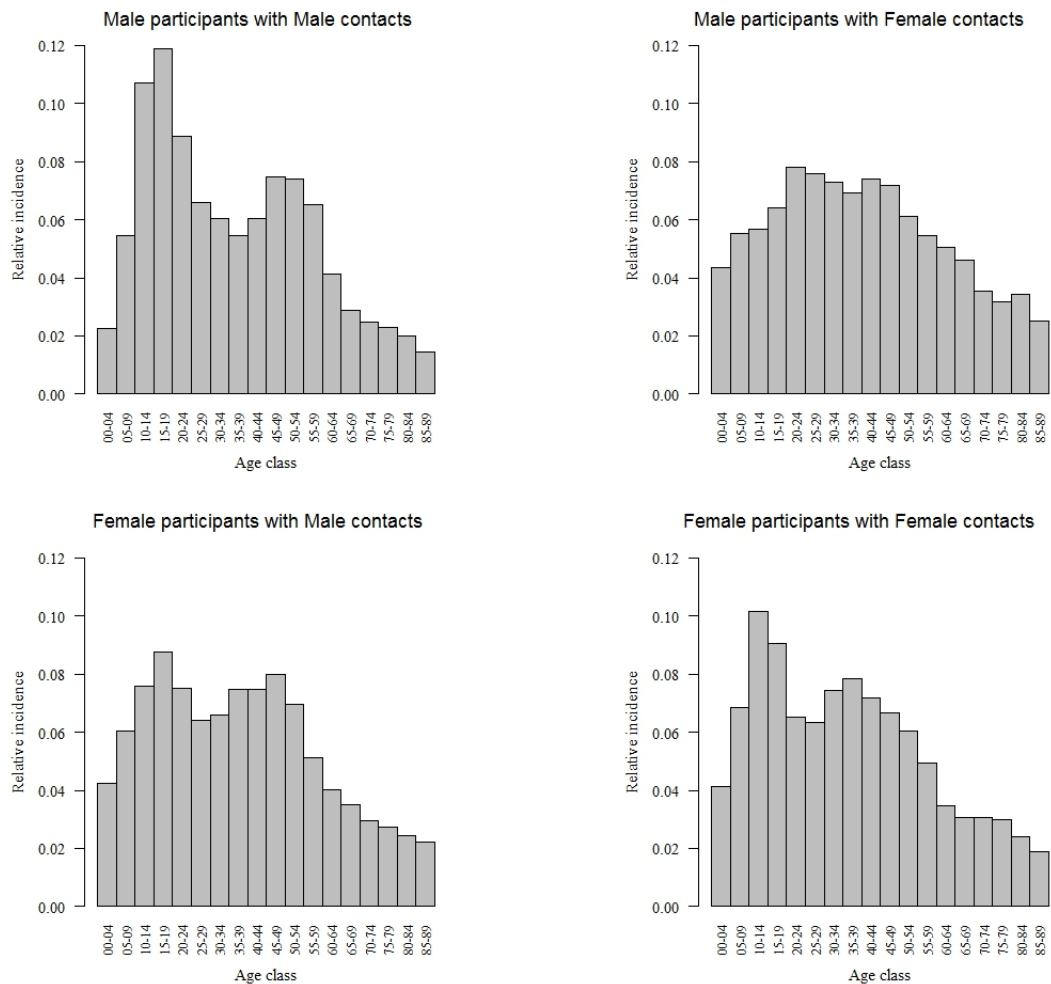 Male participants with Male contacts
Relative incidence
0.12
0.10
0.08
0.06
0.04
0.02
0.00
00-04 05-09 10-14 15-19 20-24 25-29 30-34 35-39 40-44 45-49 50-54 55-59 60-64 65-69 70-74 75-79 80-84 85-89
Age class
Male participants with Female contacts
Relative incidence
0.12
0.10
0.08
0.06
0.04
0.02
0.00
00-04 05-09 10-14 15-19 20-24 25-29 30-34 35-39 40-44 45-49 50-54 55-59 60-64 65-69 70-74 75-79 80-84 85-89
Age class
Female participants with Male contacts
Relative incidence
0.12
0.10
0.08
0.06
0.04
0.02
0.00
00-04 05-09 10-14 15-19 20-24 25-29 30-34 35-39 40-44 45-49 50-54 55-59 60-64 65-69 70-74 75-79 80-84 85-89
Age class
Female participants with Female contacts
Relative incidence
0.12
0.10
0.08
0.06
0.04
0.02
0.00
00-04 05-09 10-14 15-19 20-24 25-29 30-34 35-39 40-44 45-49 50-54 55-59 60-64 65-69 70-74 75-79 80-84 85-89
Age class